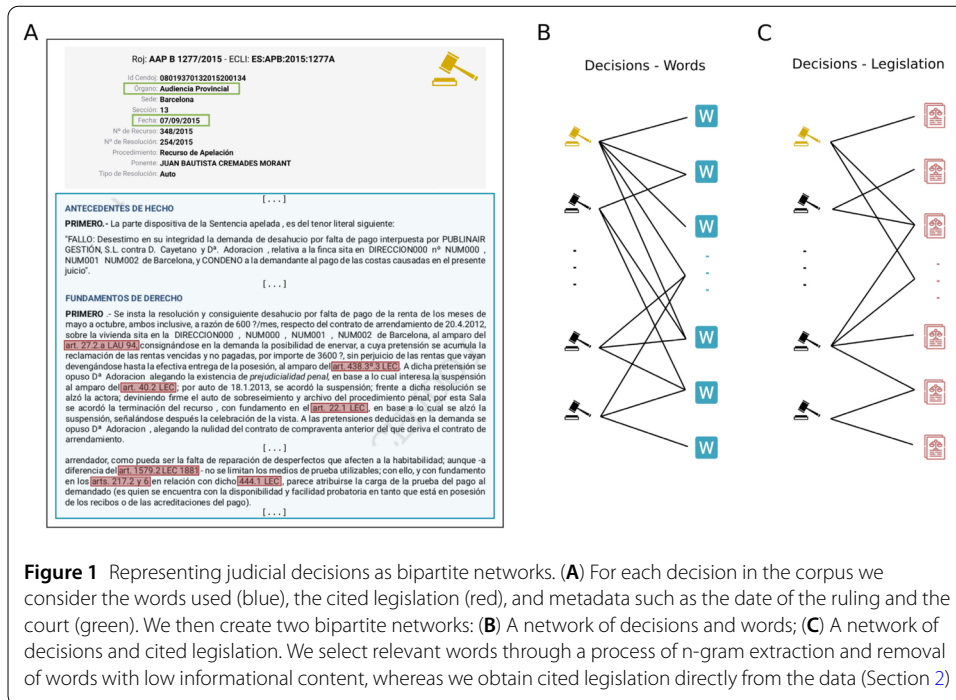 A
B
C
Roj: AAP B 1277/2015 - ECLI: ES:APB:2015:1277A
Id Cendoj: 08019370132015200134
Órgano: Audiencia Provincial
Sede: Barcelona
Sección: 13
Fecha: 07/09/2015
Nº de Recurso: 348/2015
Nº de Resolución: 254/2015
Procedimiento: Recurso de Apelación
Ponente: JUAN BAUTISTA CREMADES MORANT
Tipo de Resolución: Auto
[...]
ANTECEDENTES DE HECHO
PRIMERO.- La parte dispositiva de la Sentencia apelada , es del tenor literal siguiente:
"FALLO: Desestimo en su integridad la demanda de desahucio por falta de pago interpuesta por PUBLINAIR
GESTIÓN, S.L. contra D. Cayetano y Dª. Adoracion , relativa a la finca sita en DIRECCION000 nº NUM000 ,
NUM001 NUM002 de Barcelona, y CONDENO a la demandante al pago de las costas causadas en el presente
juicio".
[...]
FUNDAMENTOS DE DERECHO
PRIMERO .- Se insta la resolución y consiguiente desahucio por falta de pago de la renta de los meses de
mayo a octubre, ambos inclusive, a razón de 600 ?/mes, respecto del contrato de arrendamiento de 20.4.2012,
sobre la vivienda sita en la DIRECCION000 , NUM000 , NUM001 , NUM002 de Barcelona, al amparo del
art. 27.2.a LAU 94, consignándose en la demanda la posibilidad de enervar, a cuya pretensión se acumula la
reclamación de las rentas vencidas y no pagadas, por importe de 3600 ?, sin perjuicio de las rentas que vayan
devengándose hasta la efectiva entrega de la posesión, al amparo del art. 438.3º.3 LEC. A dicha pretensión se
opuso Dª Adoracion alegando la existencia de prejudicialidad penal, en base a lo cual interesa la suspensión
al amparo del art. 40.2 LEC; por auto de 18.1.2013, se acordó la suspensión; frente a dicha resolución se
alzó la actora; deviniendo firme el auto de sobreseimiento y archivo del procedimiento penal, por esta Sala
se acordó la terminación del recurso , con fundamento en el art. 22.1 LEC, en base a lo cual se alzó la
suspensión, señalándose después la celebración de la vista. A las pretensiones deducidas en la demanda se
opuso Dª Adoracion , alegando la nulidad del contrato de compraventa anterior del que deriva el contrato de
arrendamiento.
[...]
arrendador, como pueda ser la falta de reparación de desperfectos que afecten a la habitabilidad; aunque -a
diferencia del art. 1579.2 LEC 1881 - no se limitan los medios de prueba utilizables; con ello, y con fundamento
en los arts. 217.2 y 6 en relación con dicho 444.1 LEC, parece atribuirse la carga de la prueba del pago al
demandado (es quien se encuentra con la disponibilidad y facilidad probatoria en tanto que está en posesión
de los recibos o de las acreditaciones del pago).
[...]
Decisions - Words
W
W
W
W
W
W
Decisions - Legislation
Figure 1 Representing judicial decisions as bipartite networks. (A) For each decision in the corpus we
consider the words used (blue), the cited legislation (red), and metadata such as the date of the ruling and the
court (green). We then create two bipartite networks: (B) A network of decisions and words; (C) A network of
decisions and cited legislation. We select relevant words through a process of n-gram extraction and removal
of words with low informational content, whereas we obtain cited legislation directly from the data (Section 2)